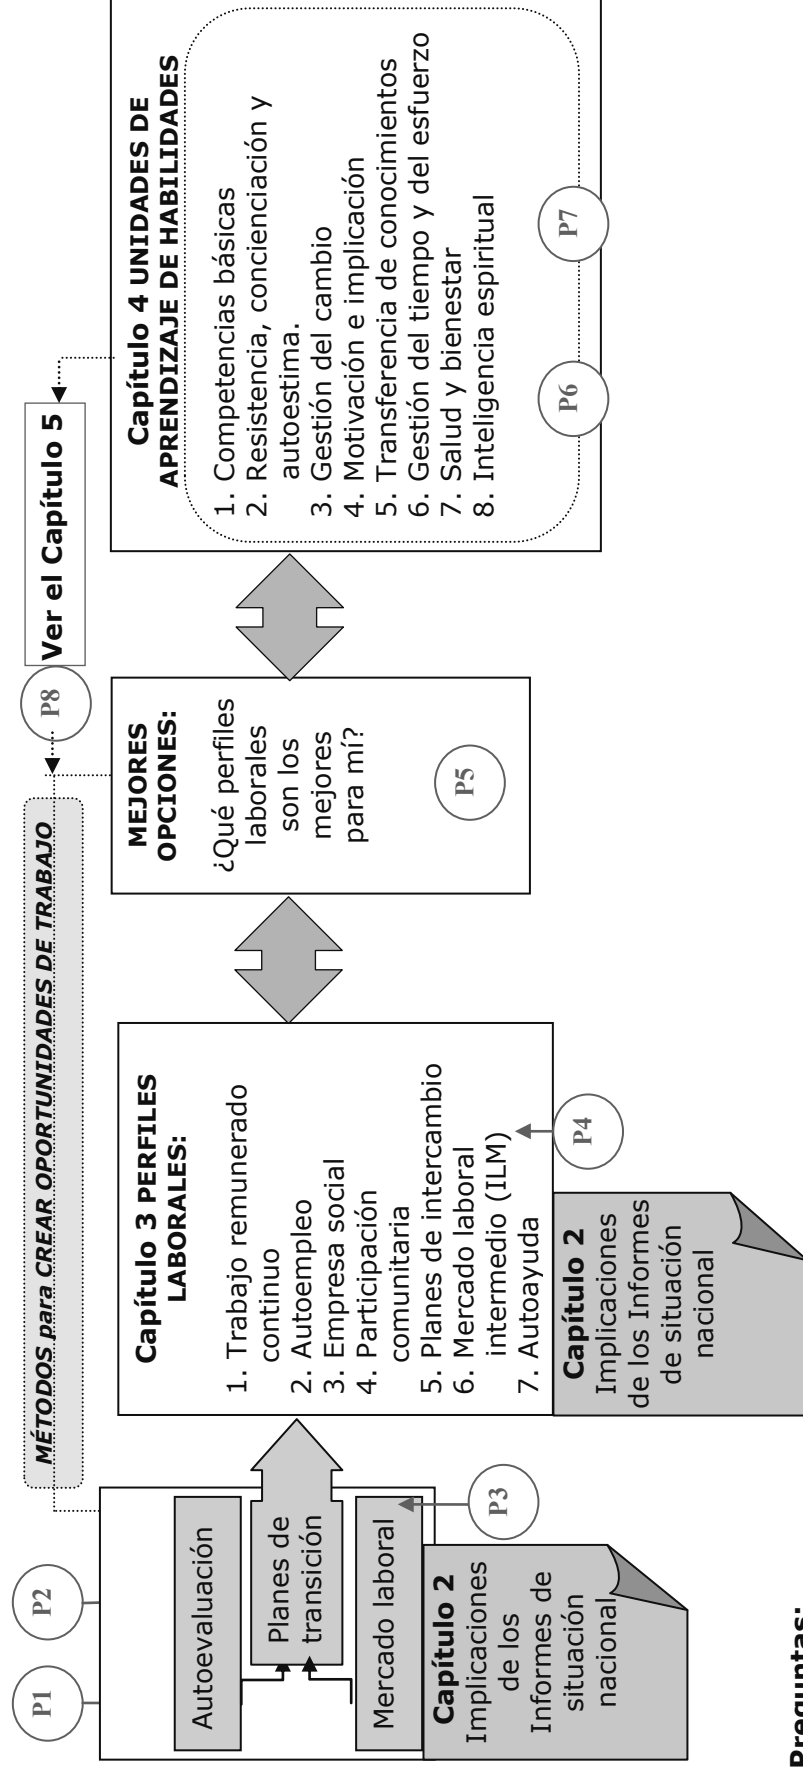 MÉTODOS para CREAR OPORTUNIDADES DE TRABAJO
P1
P2
Autoevaluación
Planes de
transición
Mercado laboral
P3
Capítulo 2
Implicaciones
de los
Informes de
situación
nacional
Capítulo 3 PERFILES
LABORALES:
1. Trabajo remunerado
continuo
2. Autoempleo
3. Empresa social
4. Participación
comunitaria
5. Planes de intercambio
6. Mercado laboral
intermedio (ILM)
7. Autoayuda
P4
Capítulo 2
Implicaciones
de los Informes
de situación
nacional
MEJORES
OPCIONES:
¿Qué perfiles
laborales
son los
mejores
para mí?
P5
P8
Ver el Capítulo 5
Capítulo 4 UNIDADES DE
APRENDIZAJE DE HABILIDADES
1. Competencias básicas
2. Resistencia, concienciación y
autoestima.
3. Gestión del cambio
4. Motivación e implicación
5. Transferencia de conocimientos
6. Gestión del tiempo y del esfuerzo
7. Salud y bienestar
8. Inteligencia espiritual
P6
P7
Preguntas: